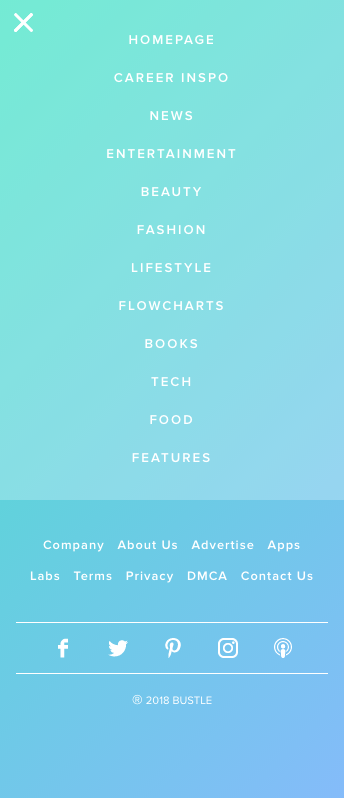 HOMEPAGE
CAREER INSPO
NEWS
ENTERTAINMENT
BEAUTY
FASHION
LIFESTYLE
FLOWCHARTS
BOOKS
TECH
FOOD
FEATURES
Company About Us Advertise Apps
Labs Terms Privacy DMCA Contact Us
® 2018 BUSTLE